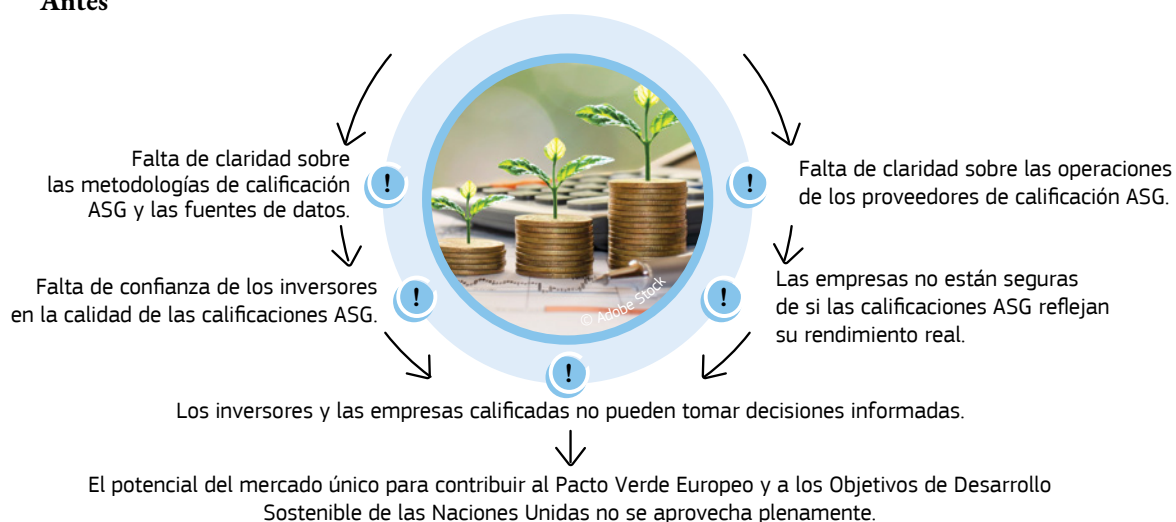 Antes
Falta de claridad sobre
las metodologías de calificación
ASG y las fuentes de datos.
Falta de claridad sobre las operaciones
de los proveedores de calificación ASG.
Falta de confianza de los inversores
en la calidad de las calificaciones ASG.
Las empresas no están seguras
de si las calificaciones ASG reflejan
su rendimiento real.
© Adobe Stock
Los inversores y las empresas calificadas no pueden tomar decisiones informadas.
El potencial del mercado único para contribuir al Pacto Verde Europeo y a los Objetivos de Desarrollo
Sostenible de las Naciones Unidas no se aprovecha plenamente.